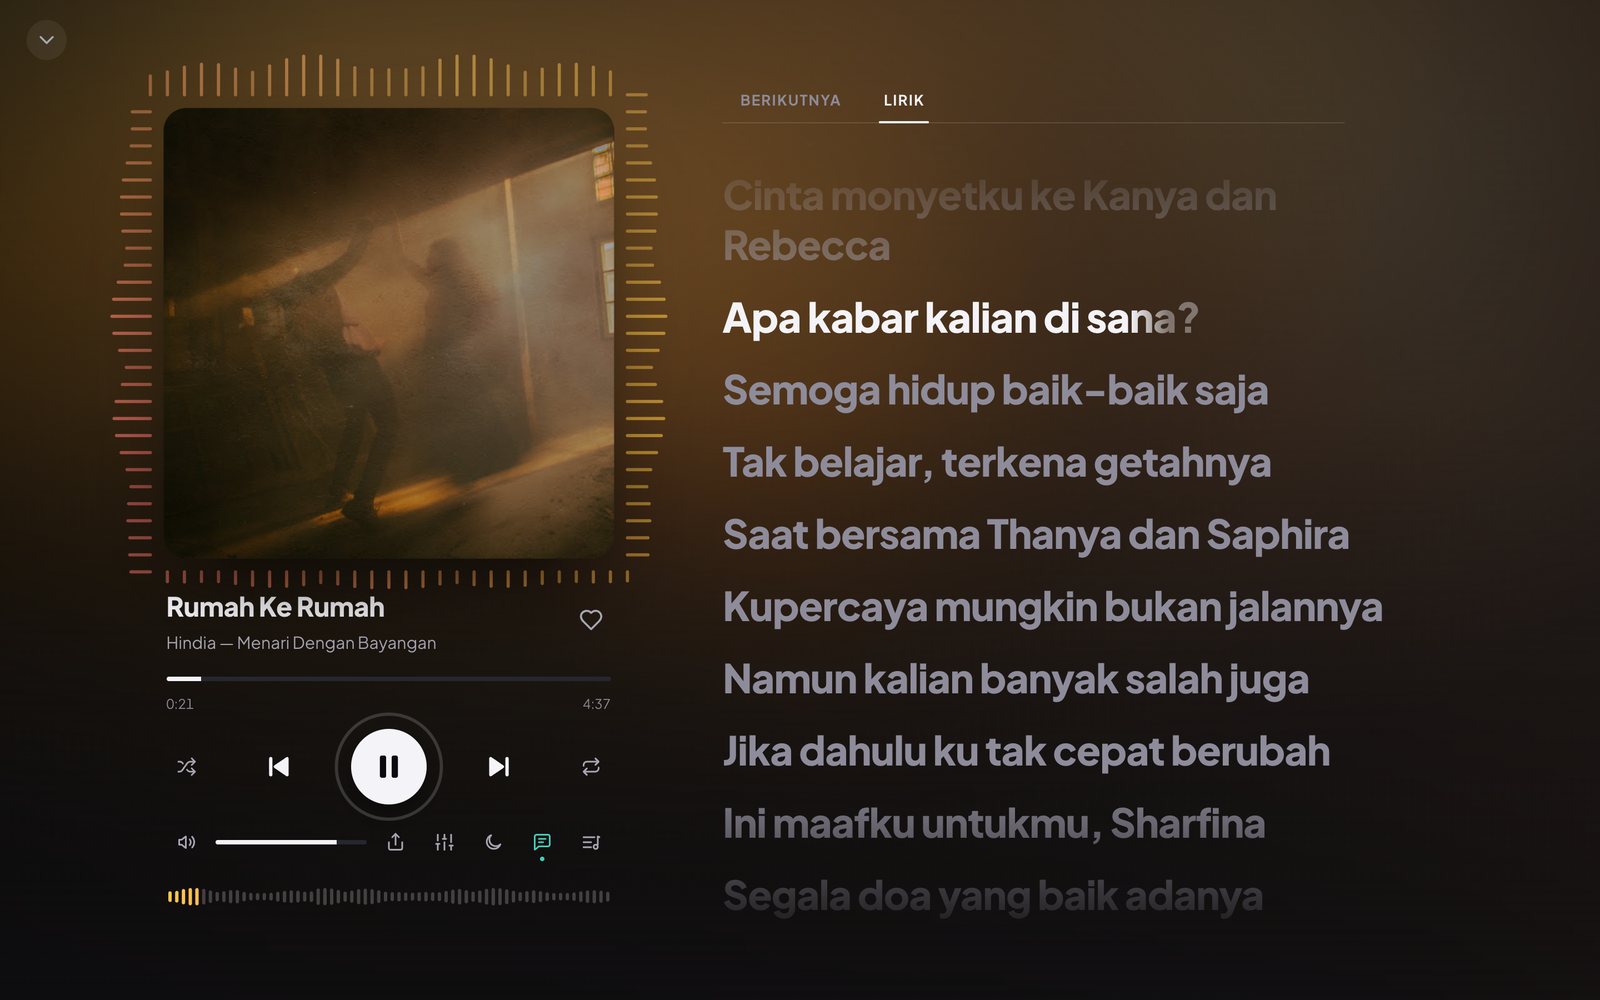 BERIKUTNYA LIRIK
Cinta monyetku ke Kanya dan
Rebecca
Apa kabar kalian di sana?
Semoga hidup baik-baik saja
Tak belajar, terkena getahnya
Saat bersama Thanya dan Saphira
Kupercaya mungkin bukan jalannya
Namun kalian banyak salah juga
Jika dahulu ku tak cepat berubah
Ini maafku untukmu, Sharfina
Segala doa yang baik adanya
Rumah Ke Rumah
Hindia — Menari Dengan Bayangan
0:21 4:37